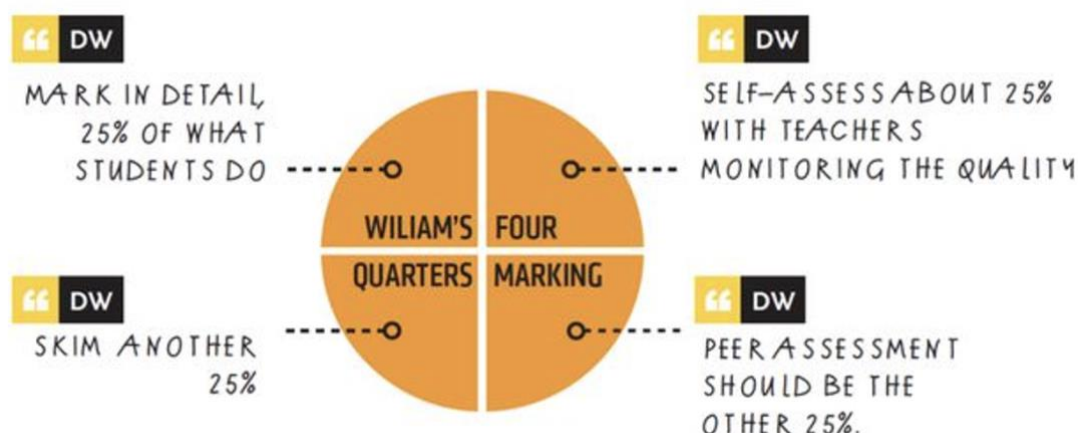 ❝ DW
MARK IN DETAIL,
25% OF WHAT
STUDENTS DO
❝ DW
SELF-ASSESS ABOUT 25%
WITH TEACHERS
MONITORING THE QUALITY
WILIAM'S FOUR
QUARTERS MARKING
❝ DW
SKIM ANOTHER
25%
❝ DW
PEER ASSESSMENT
SHOULD BE THE
OTHER 25%.